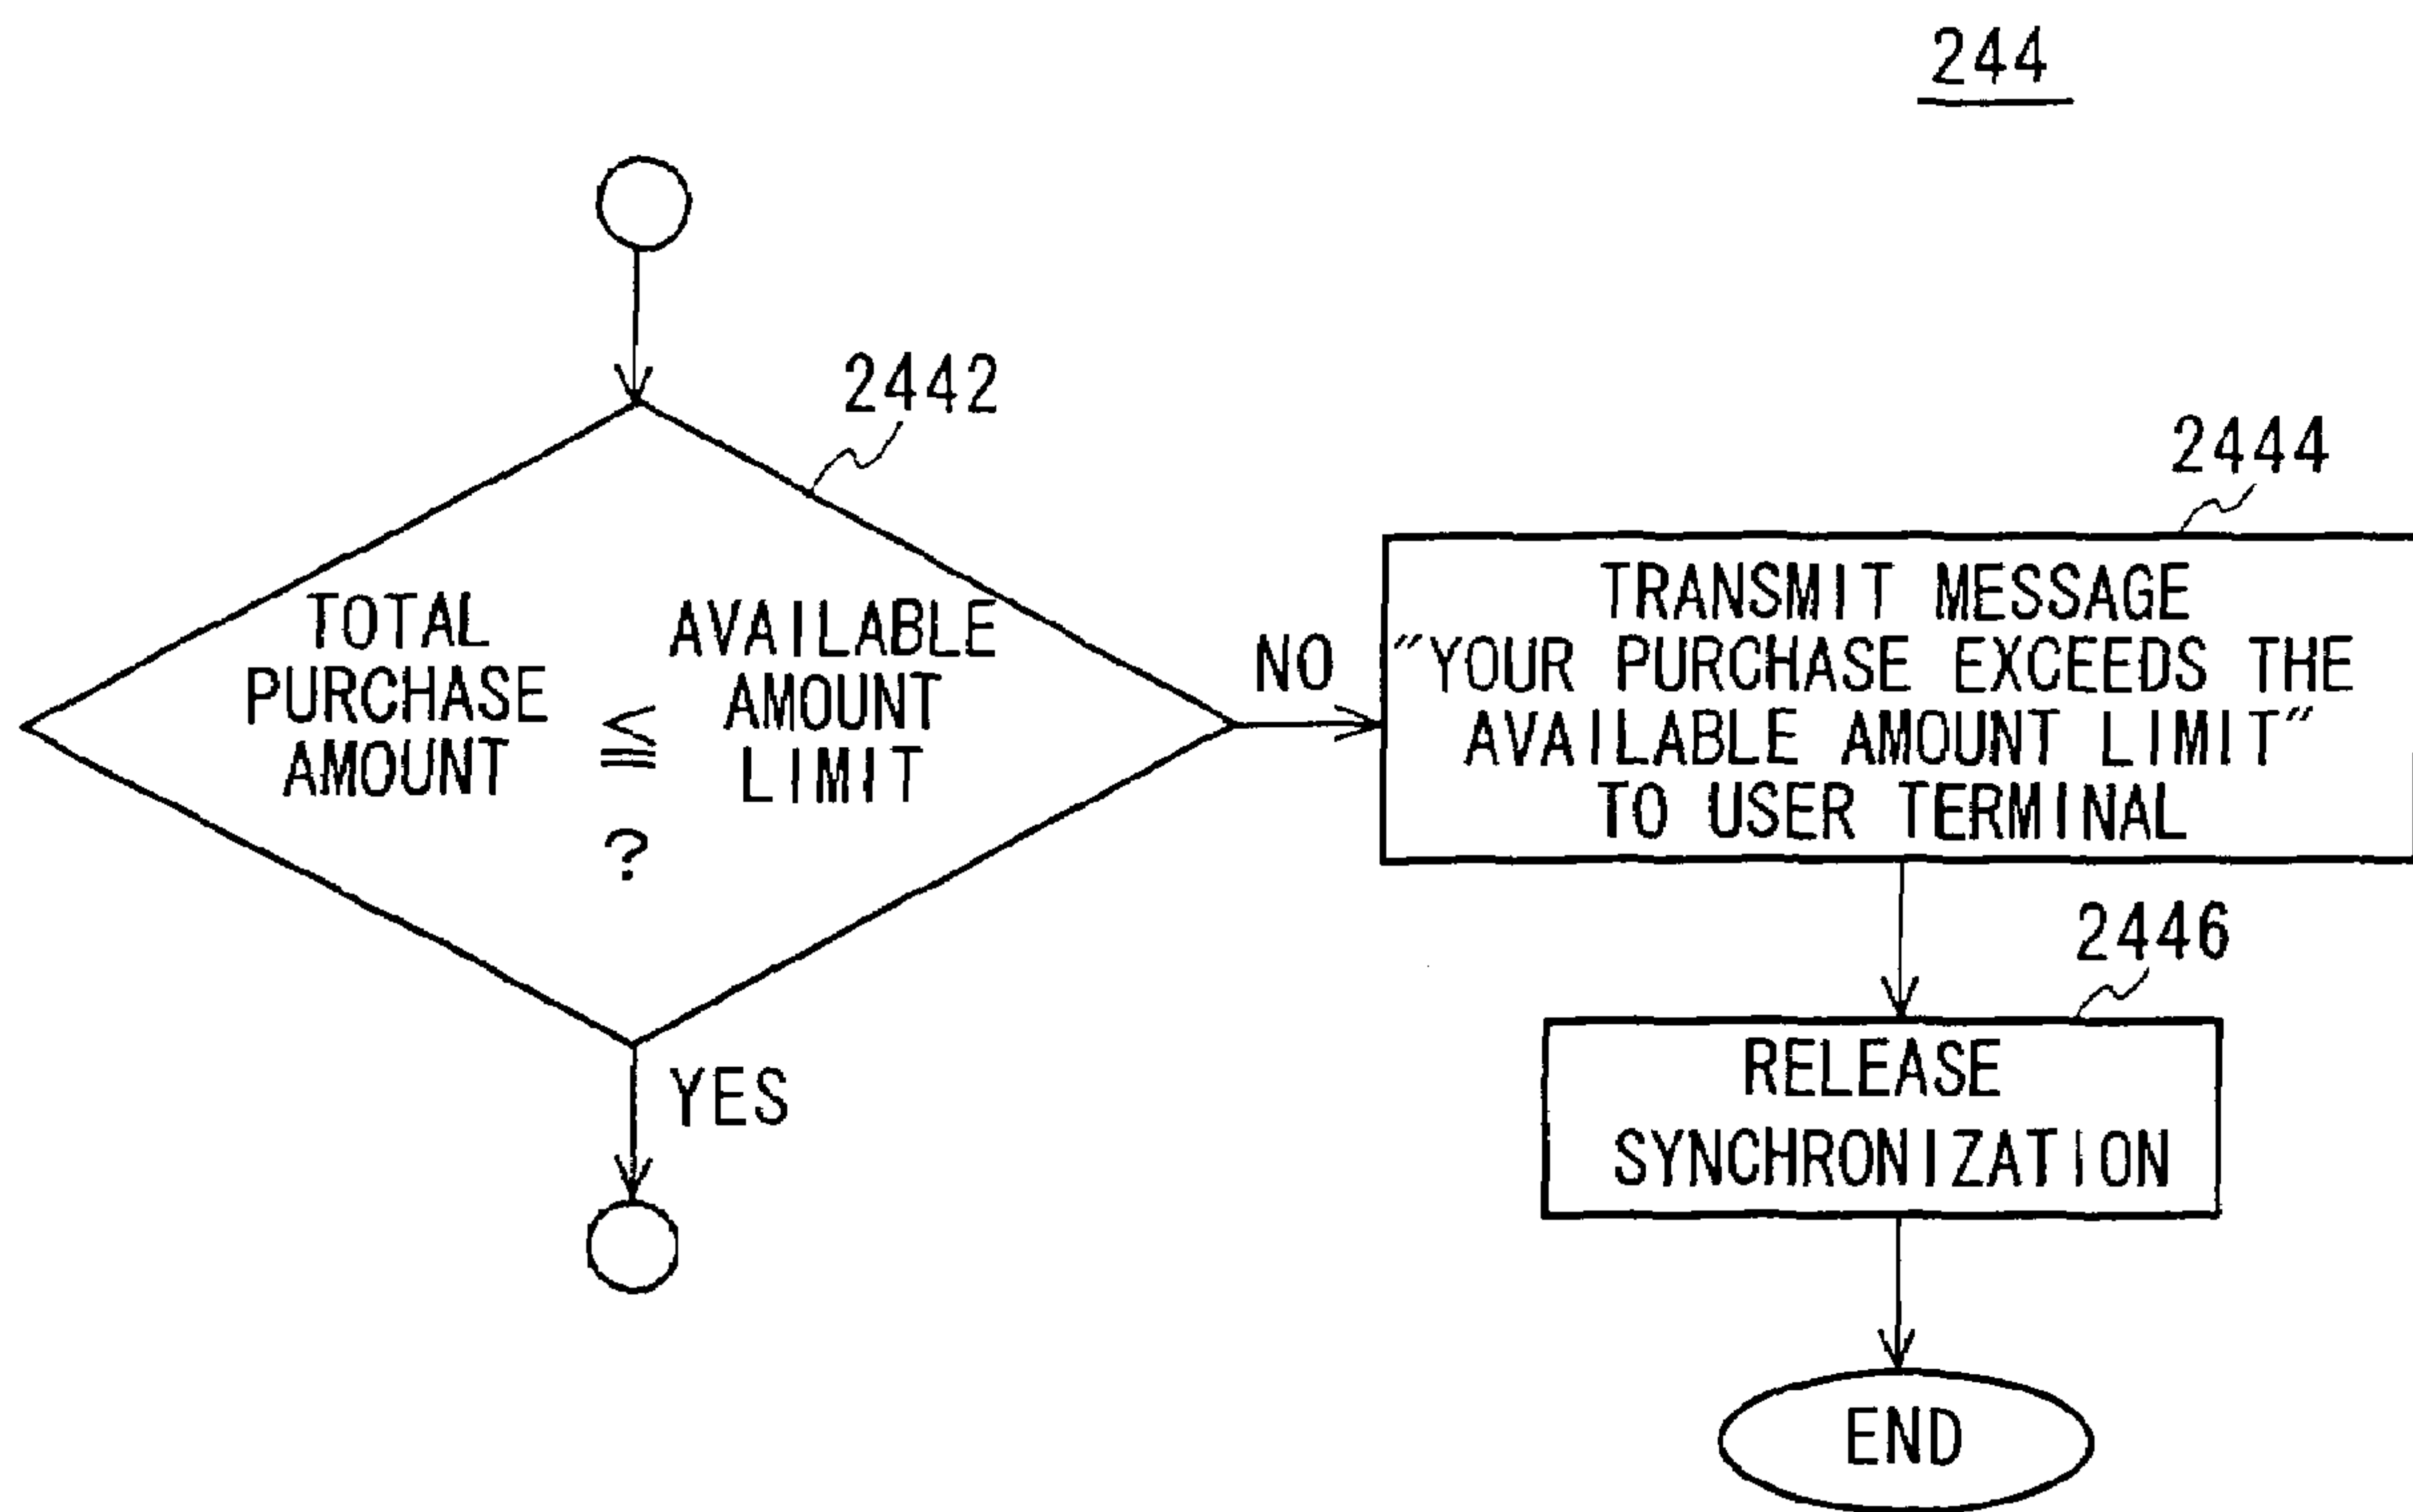 244
2442
TOTAL
PURCHASE
AMOUNT
≦
AVAILABLE
AMOUNT
LIMIT
?
NO
YES
2444
TRANSMIT MESSAGE
"YOUR PURCHASE EXCEEDS THE
AVAILABLE AMOUNT LIMIT"
TO USER TERMINAL
2446
RELEASE
SYNCHRONIZATION
END